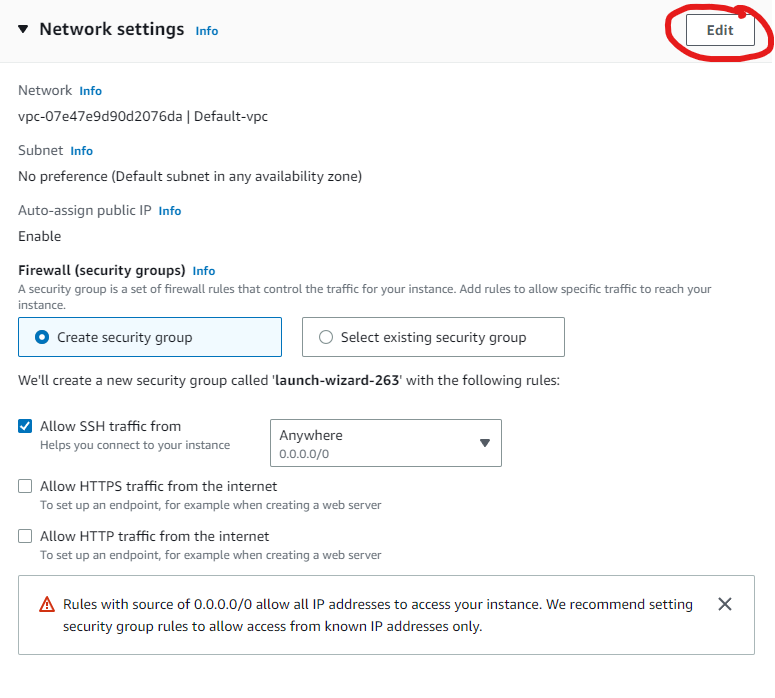 Network settings Info Edit
Network Info
vpc-07e47e9d90d2076da | Default-vpc
Subnet Info
No preference (Default subnet in any availability zone)
Auto-assign public IP Info
Enable
Firewall (security groups) Info
A security group is a set of firewall rules that control the traffic for your instance. Add rules to allow specific traffic to reach your
instance.
Create security group Select existing security group
We'll create a new security group called 'launch-wizard-263' with the following rules:
Allow SSH traffic from
Helps you connect to your instance
Anywhere
0.0.0.0/0
Allow HTTPS traffic from the internet
To set up an endpoint, for example when creating a web server
Allow HTTP traffic from the internet
To set up an endpoint, for example when creating a web server
Rules with source of 0.0.0.0/0 allow all IP addresses to access your instance. We recommend setting
security group rules to allow access from known IP addresses only.